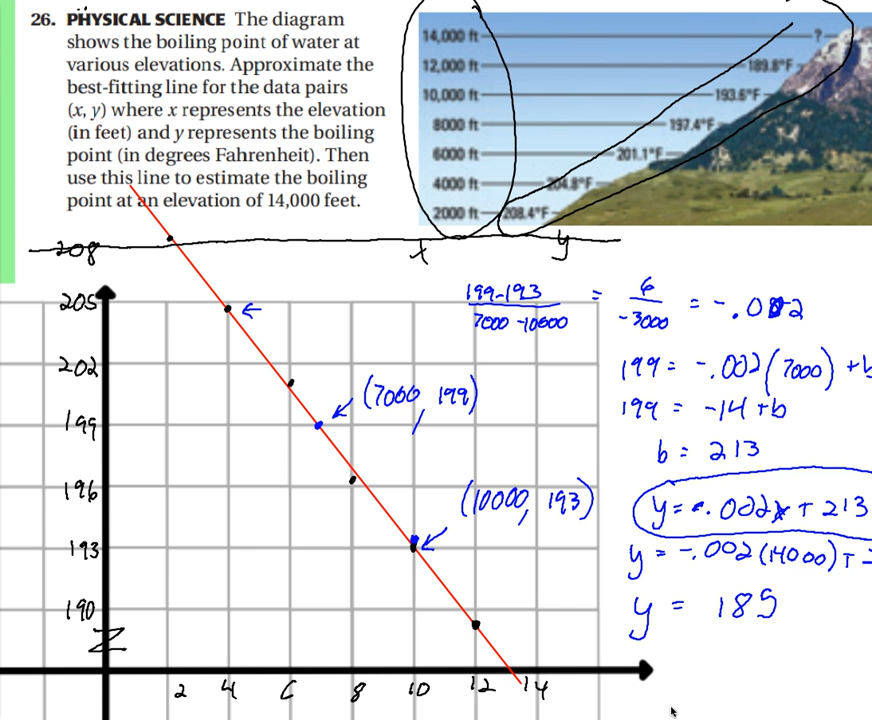 26. PHYSICAL SCIENCE The diagram
shows the boiling point of water at
various elevations. Approximate the
best-fitting line for the data pairs
(x, y) where x represents the elevation
(in feet) and y represents the boiling
point (in degrees Fahrenheit). Then
use this line to estimate the boiling
point at an elevation of 14,000 feet.
14,000 ft ?
12,000 ft 189.8°F
10,000 ft 193.6°F
8000 ft 197.4°F
6000 ft 201.1°F
4000 ft 204.8°F
2000 ft 208.4°F
x y
208
205
202
199
196
193
190
2 4 6 8 10 12 14
(7000, 199)
(10000, 193)
199-193
7000-10000
= 6
-3000
= -.002
199 = -.002(7000) + b
199 = -14 + b
b = 213
y = -.002x + 213
y = -.002(14000) +
y = 185